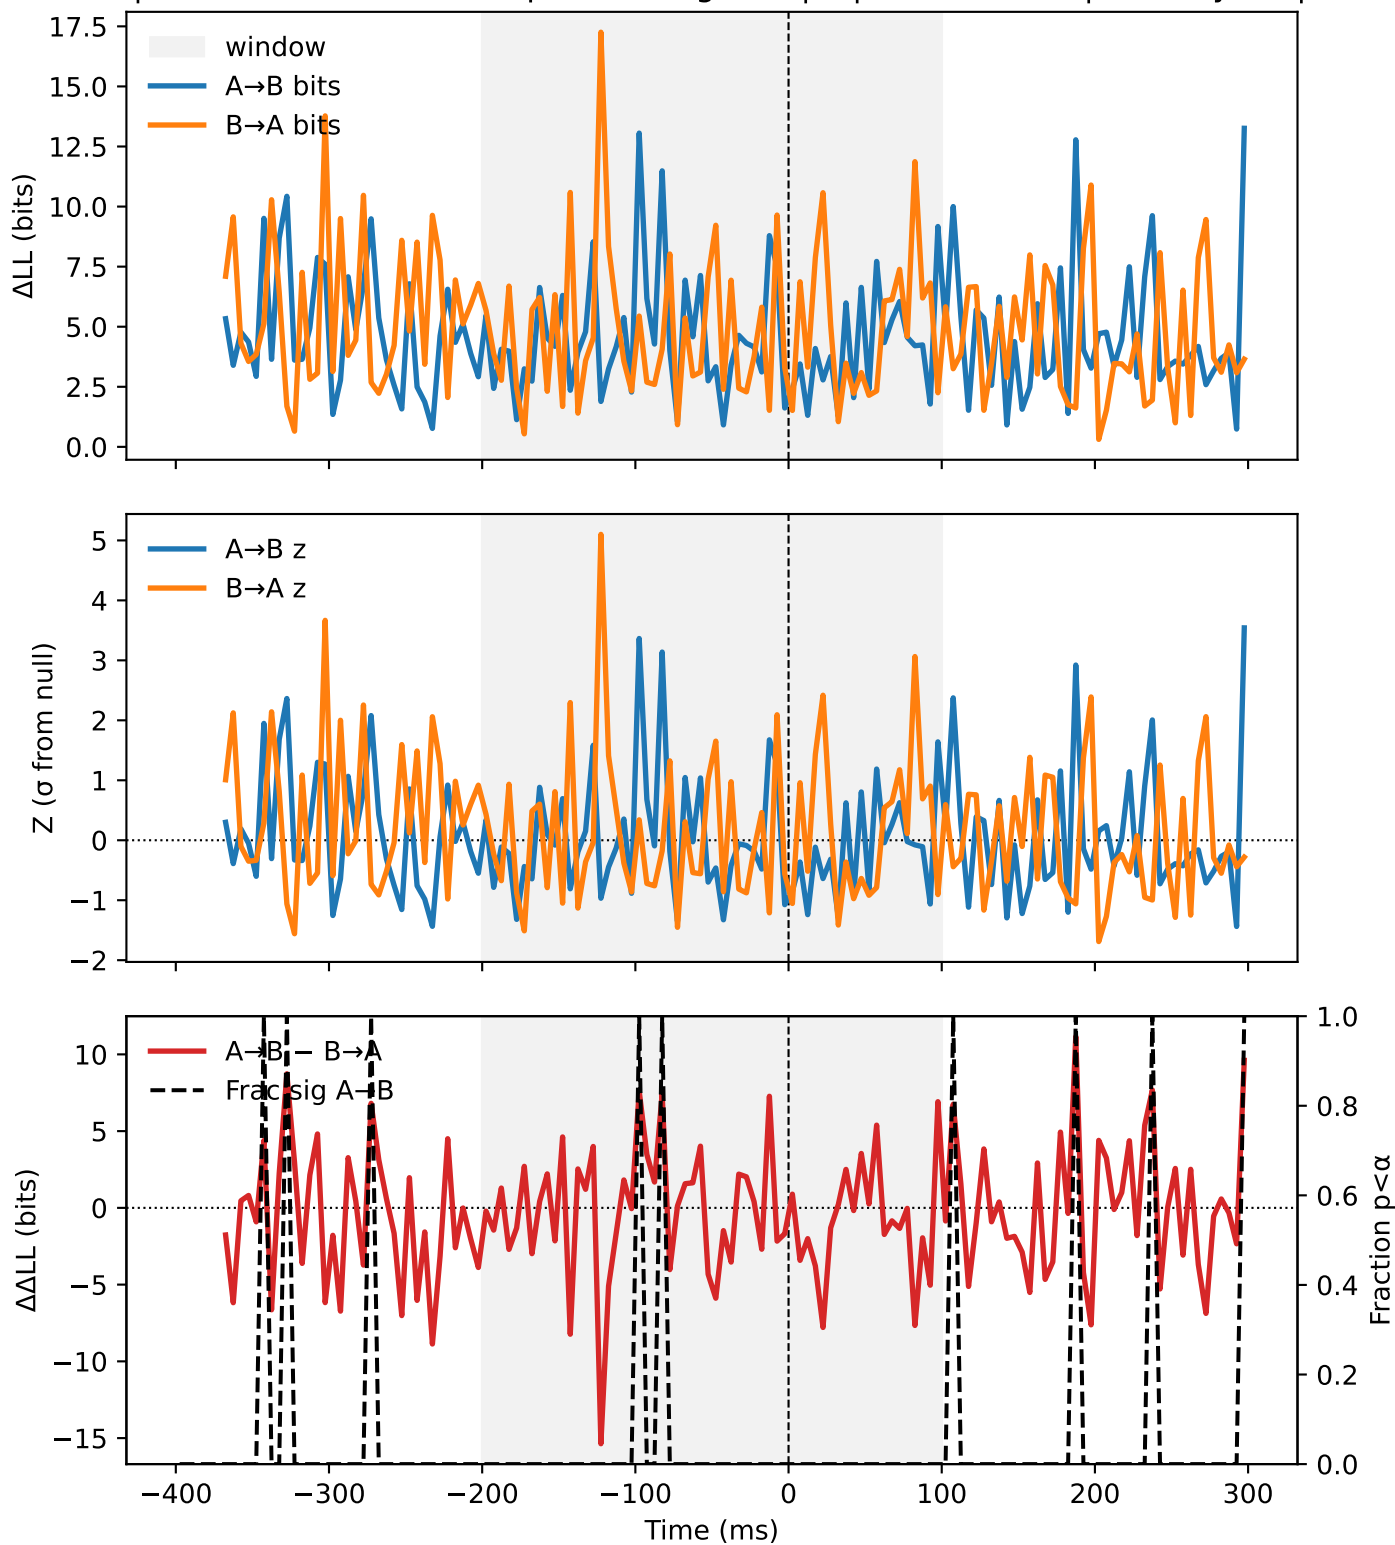 17.5
15.0
12.5
10.0
7.5
5.0
2.5
0.0
ΔLL (bits)
window
A→B bits
B→A bits
5
4
3
2
1
0
−1
−2
Z (σ from null)
A→B z
B→A z
10
5
0
−5
−10
−15
ΔΔLL (bits)
A→B − B→A
Frac sig A→B
1.0
0.8
0.6
0.4
0.2
0.0
Fraction p<α
−400 −300 −200 −100 0 100 200 300
Time (ms)